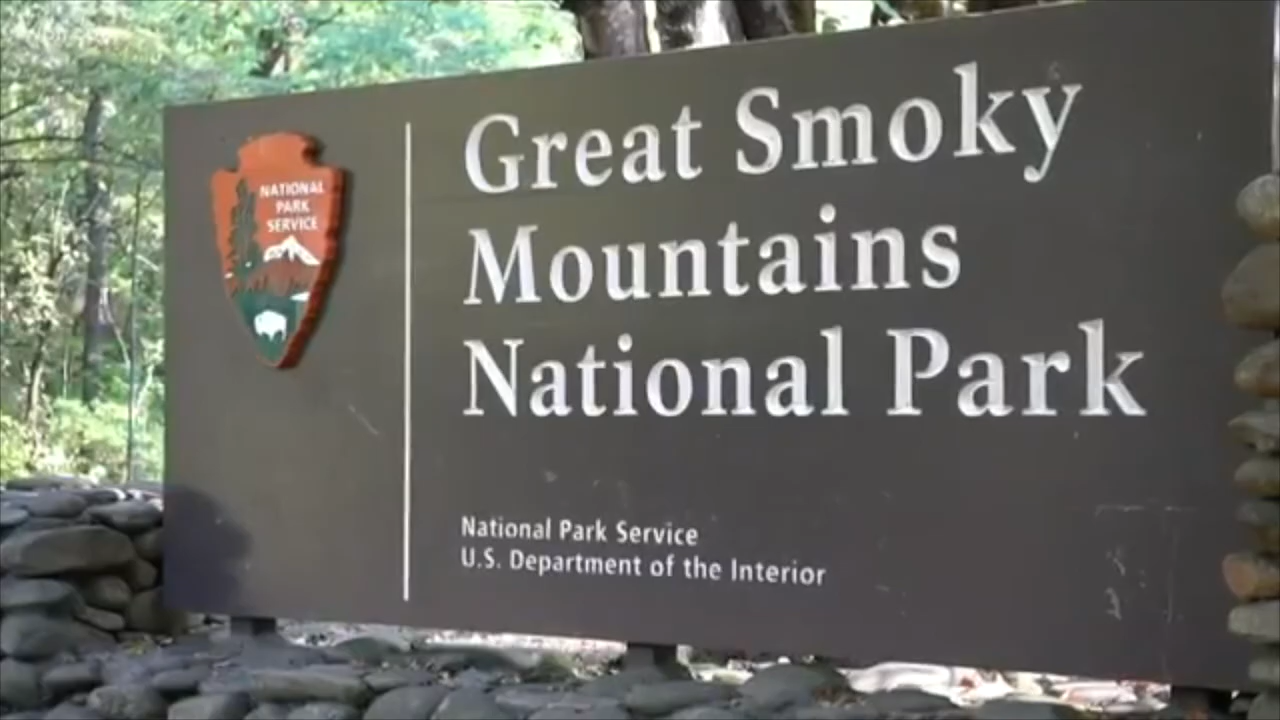 NATIONAL
PARK
SERVICE
Great Smoky
Mountains
National Park
National Park Service
U.S. Department of the Interior